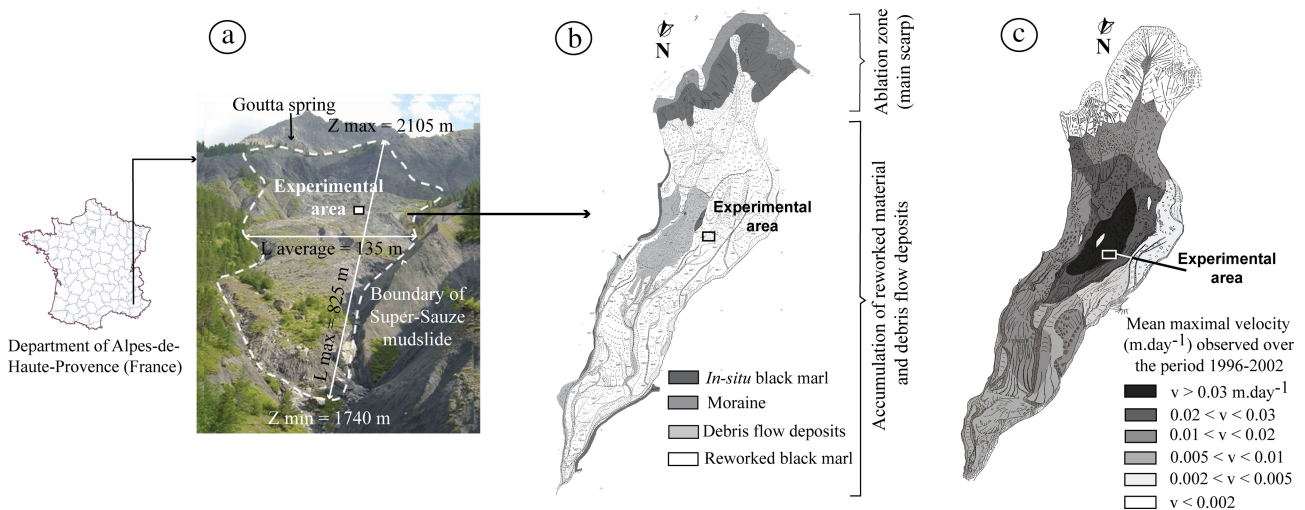 a
Goutta spring
Z max = 2105 m
Experimental
area
L average = 135 m
L max = 825 m
Boundary of
Super-Sauze
mudslide
Z min = 1740 m
Department of Alpes-de-
Haute-Provence (France)
b
N
Experimental
area
In-situ black marl
Moraine
Debris flow deposits
Reworked black marl
Ablation zone
(main scarp)
Accumulation of reworked material
and debris flow deposits
c
N
Experimental
area
Mean maximal velocity
(m.day-1) observed over
the period 1996-2002
v > 0.03 m.day-1
0.02 < v < 0.03
0.01 < v < 0.02
0.005 < v < 0.01
0.002 < v < 0.005
v < 0.002